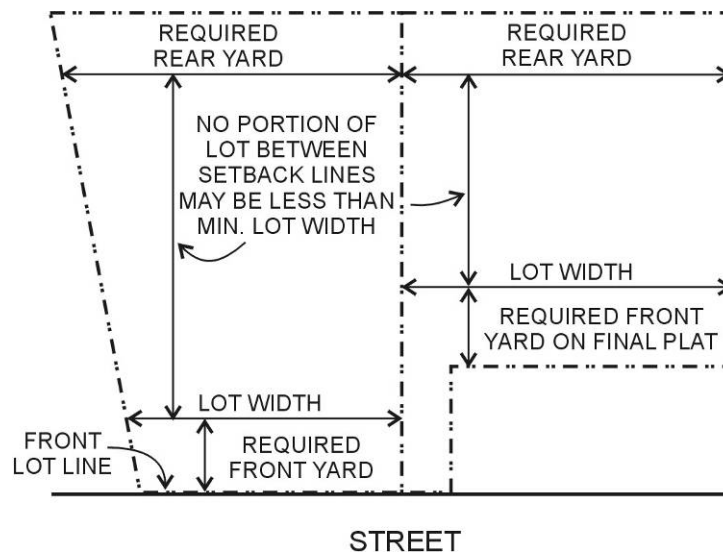 REQUIRED
REAR YARD
REQUIRED
REAR YARD
NO PORTION OF
LOT BETWEEN
SETBACK LINES
MAY BE LESS THAN
MIN. LOT WIDTH
LOT WIDTH
REQUIRED FRONT
YARD ON FINAL PLAT
LOT WIDTH
FRONT
LOT LINE
REQUIRED
FRONT YARD
STREET